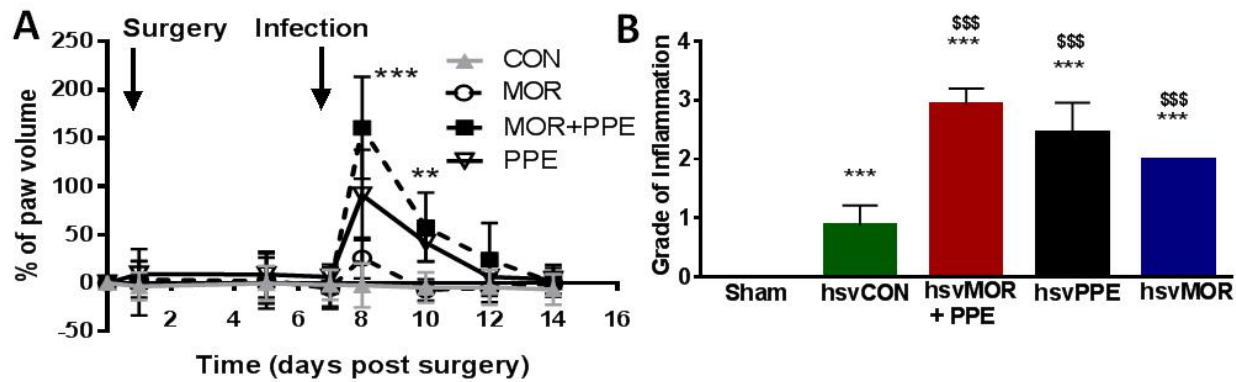 A
Surgery
Infection
% of paw volume
250
200
150
100
50
0
-50
CON
MOR
MOR+PPE
PPE
***
**
2 4 6 8 10 12 14 16
Time (days post surgery)
B
Grade of Inflammation
4
3
2
1
0
***
$$$
***
$$$
***
$$$
***
Sham
hsvCON
hsvMOR
+ PPE
hsvPPE
hsvMOR